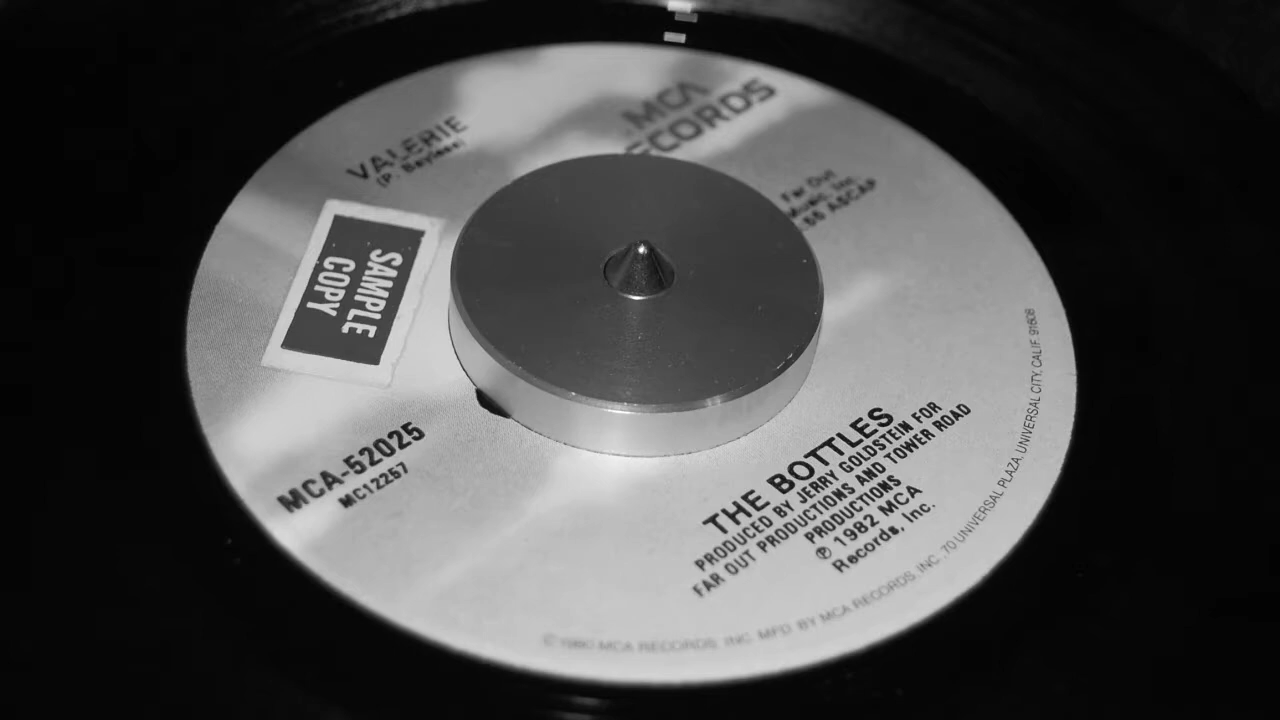 MCA
RECORDS
VALERIE
(P. Bayless)
Far Out
Music, Inc.
ASCAP
SAMPLE
COPY
MCA-52025
MC12257
THE BOTTLES
PRODUCED BY JERRY GOLDSTEIN FOR
FAR OUT PRODUCTIONS AND TOWER ROAD
PRODUCTIONS
℗ 1982 MCA
Records, Inc.
©1980 MCA RECORDS, INC. MFD. BY MCA RECORDS, INC., 70 UNIVERSAL PLAZA, UNIVERSAL CITY, CALIF. 91608